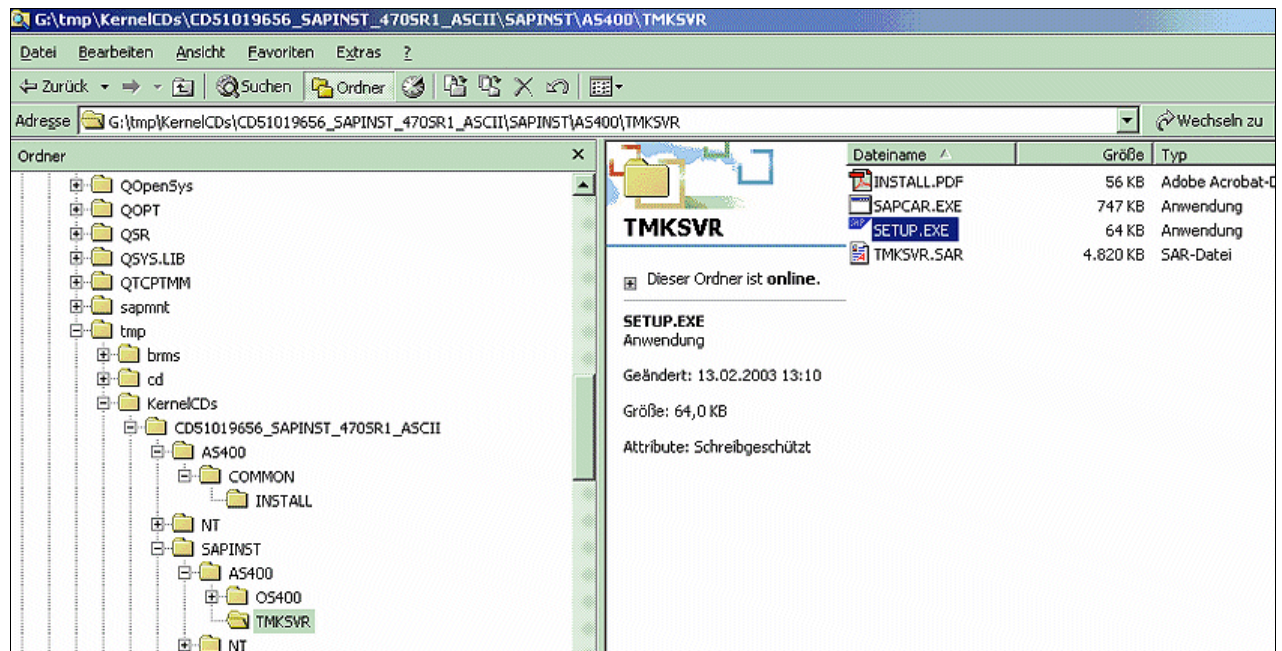 G:\tmp\KernelCDs\CD51019656_SAPINST_470SR1_ASCII\SAPINST\AS400\TMKSVR
Datei Bearbeiten Ansicht Favoriten Extras ?
Zurück Suchen Ordner
Adresse G:\tmp\KernelCDs\CD51019656_SAPINST_470SR1_ASCII\SAPINST\AS400\TMKSVR Wechseln zu
Ordner
QOpenSys
QOPT
QSR
QSYS.LIB
QTCPTMM
sapmnt
tmp
brms
cd
KernelCDs
CD51019656_SAPINST_470SR1_ASCII
AS400
COMMON
INSTALL
NT
SAPINST
AS400
OS400
TMKSVR
NT
TMKSVR
Dieser Ordner ist online.
SETUP.EXE
Anwendung
Geändert: 13.02.2003 13:10
Größe: 64,0 KB
Attribute: Schreibgeschützt
Dateiname Größe Typ
INSTALL.PDF 56 KB Adobe Acrobat-D
SAPCAR.EXE 747 KB Anwendung
SETUP.EXE 64 KB Anwendung
TMKSVR.SAR 4.820 KB SAR-Datei